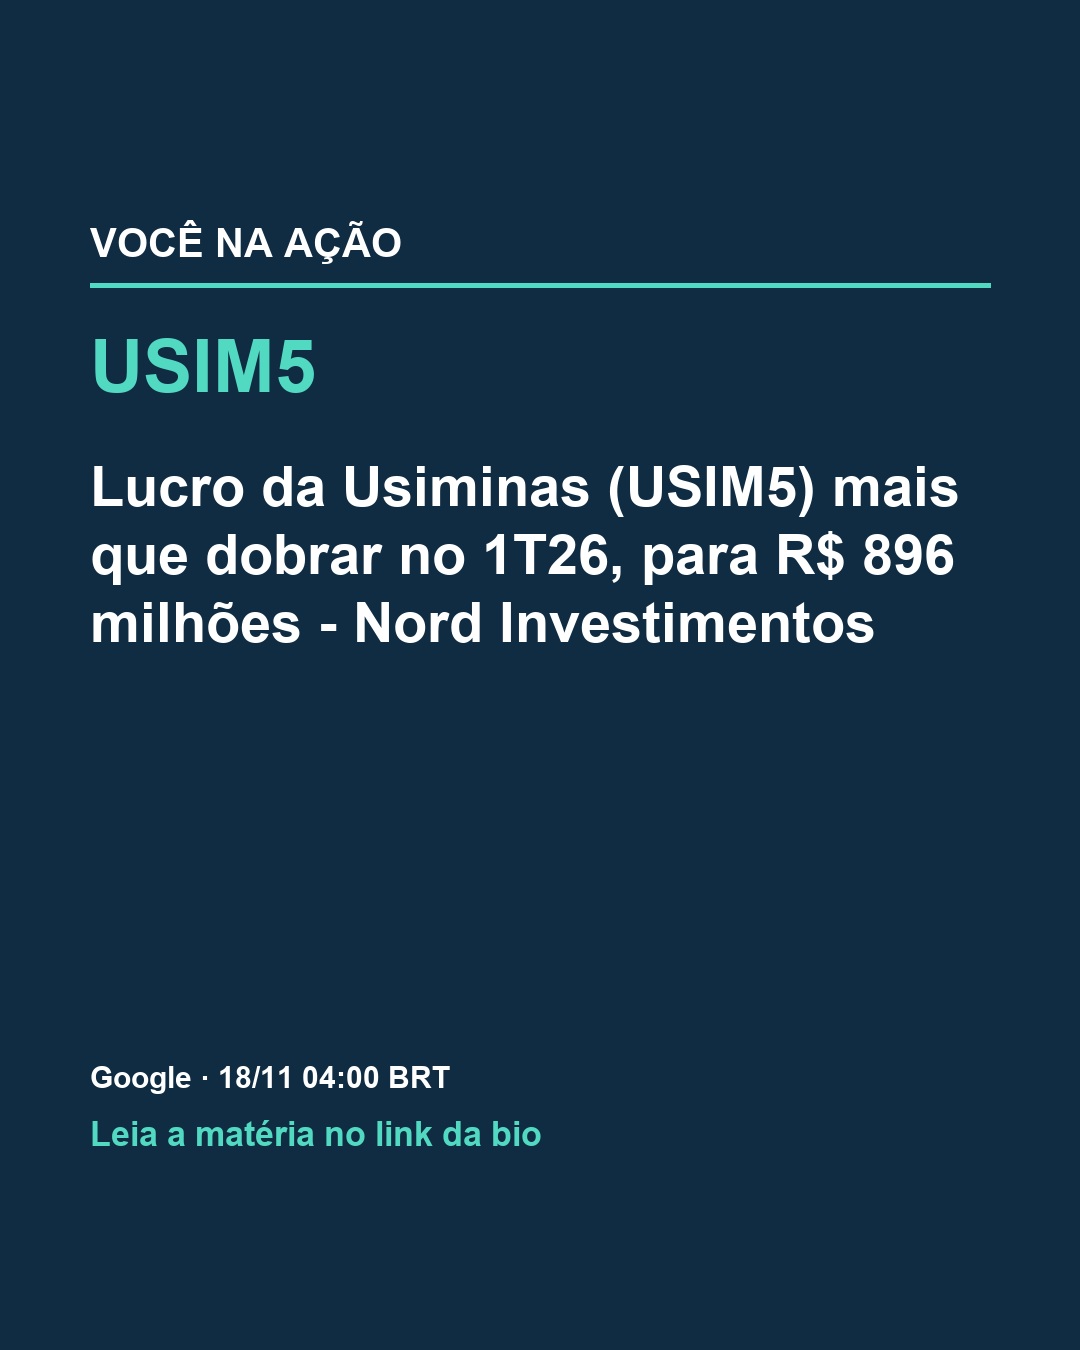 VOCÊ NA AÇÃO
USIM5
Lucro da Usiminas (USIM5) mais
que dobrar no 1T26, para R$ 896
milhões - Nord Investimentos
Google · 18/11 04:00 BRT
Leia a matéria no link da bio